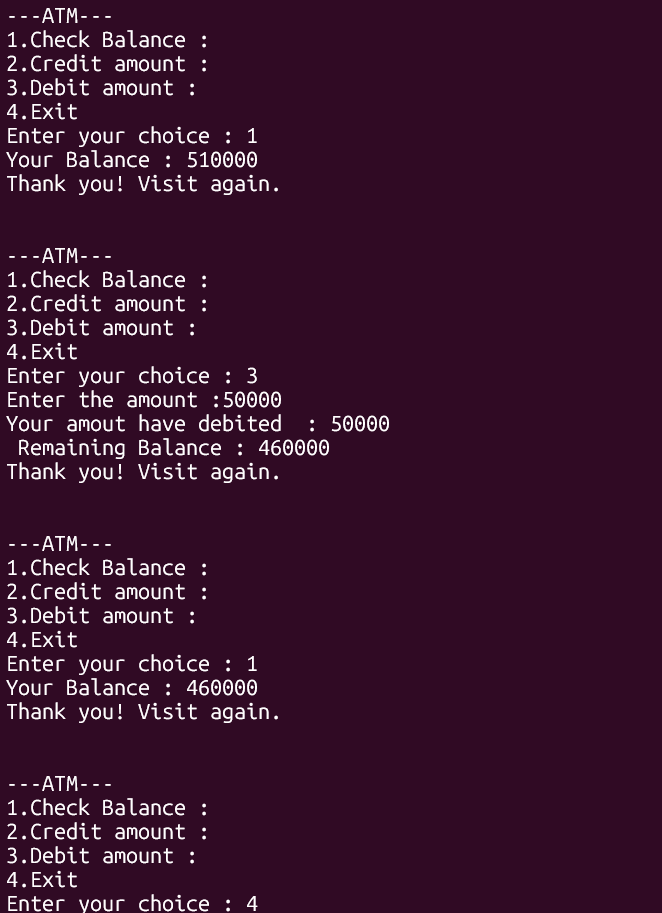 ---ATM---
1.Check Balance :
2.Credit amount :
3.Debit amount :
4.Exit
Enter your choice : 1
Your Balance : 510000
Thank you! Visit again.
---ATM---
1.Check Balance :
2.Credit amount :
3.Debit amount :
4.Exit
Enter your choice : 3
Enter the amount :50000
Your amout have debited  : 50000
 Remaining Balance : 460000
Thank you! Visit again.
---ATM---
1.Check Balance :
2.Credit amount :
3.Debit amount :
4.Exit
Enter your choice : 1
Your Balance : 460000
Thank you! Visit again.
---ATM---
1.Check Balance :
2.Credit amount :
3.Debit amount :
4.Exit
Enter your choice : 4